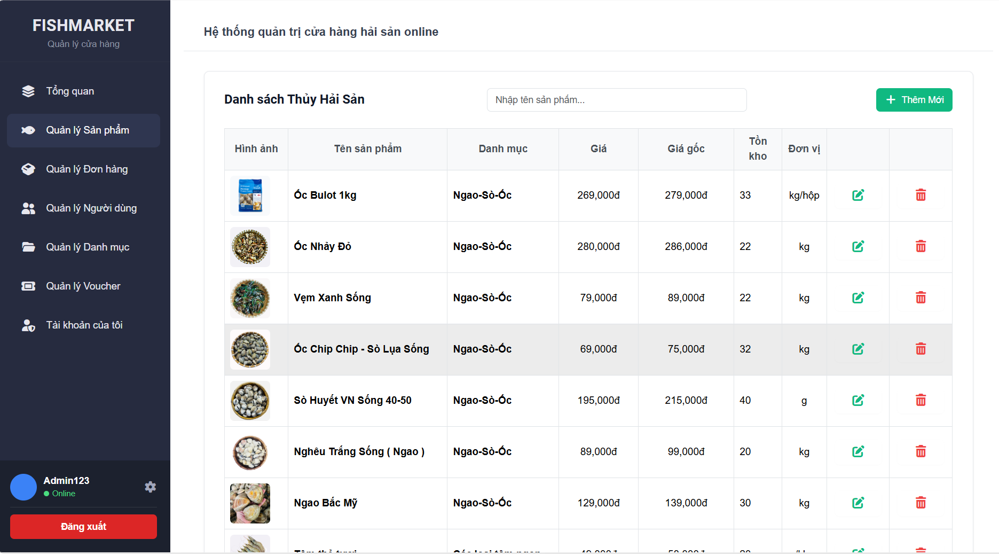 FISHMARKET
Quản lý cửa hàng
Tổng quan
Quản lý Sản phẩm
Quản lý Đơn hàng
Quản lý Người dùng
Quản lý Danh mục
Quản lý Voucher
Tài khoản của tôi
Admin123
Online
Đăng xuất
Hệ thống quản trị cửa hàng hải sản online
Danh sách Thủy Hải Sản
Nhập tên sản phẩm...
Thêm Mới
Hình ảnh Tên sản phẩm Danh mục Giá Giá gốc Tồn kho Đơn vị
Ốc Bulot 1kg Ngao-Sò-Ốc 269,000đ 279,000đ 33 kg/hộp
Ốc Nhảy Đỏ Ngao-Sò-Ốc 280,000đ 286,000đ 22 kg
Vẹm Xanh Sống Ngao-Sò-Ốc 79,000đ 89,000đ 22 kg
Ốc Chip Chip - Sò Lụa Sống Ngao-Sò-Ốc 69,000đ 75,000đ 32 kg
Sò Huyết VN Sống 40-50 Ngao-Sò-Ốc 195,000đ 215,000đ 40 g
Nghêu Trắng Sống ( Ngao ) Ngao-Sò-Ốc 89,000đ 99,000đ 20 kg
Ngao Bắc Mỹ Ngao-Sò-Ốc 129,000đ 139,000đ 30 kg